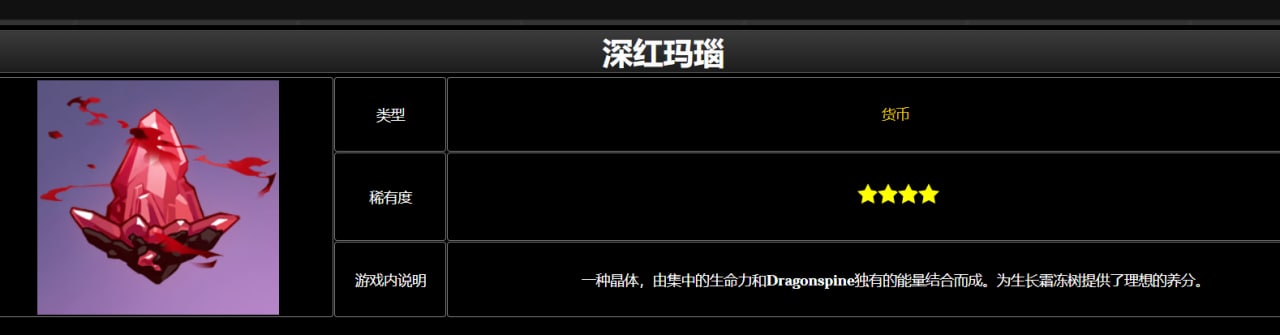 深红玛瑙
类型
货币
稀有度
游戏内说明
一种晶体，由集中的生命力和Dragonspine独有的能量结合而成。为生长霜冻树提供了理想的养分。